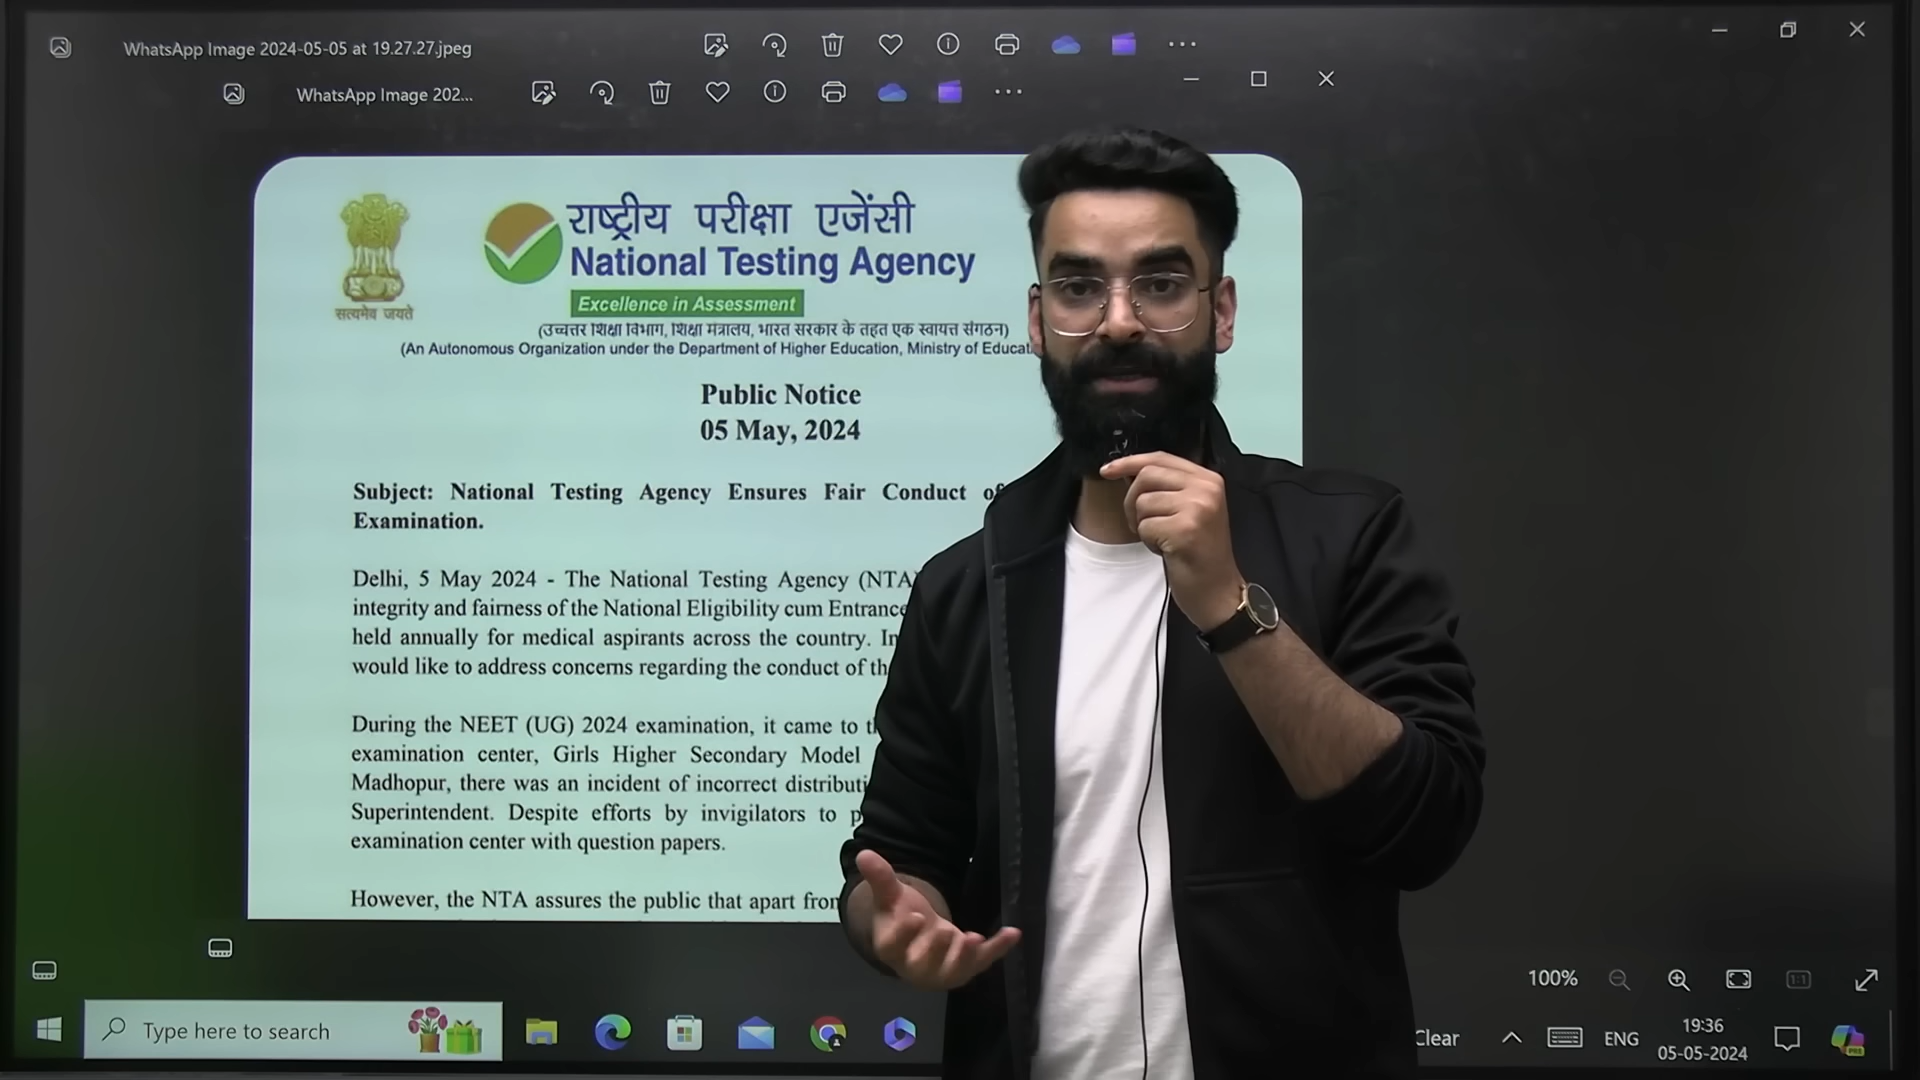 WhatsApp Image 2024-05-05 at 19.27.27.jpeg
WhatsApp Image 202...
राष्ट्रीय परीक्षा एजेंसी
National Testing Agency
Excellence in Assessment
सत्यमेव जयते
(उच्चतर शिक्षा विभाग, शिक्षा मंत्रालय, भारत सरकार के तहत एक स्वायत्त संगठन)
(An Autonomous Organization under the Department of Higher Education, Ministry of
Public Notice
05 May, 2024
Subject: National Testing Agency Ensures Fair Conduct of
Examination.
Delhi, 5 May 2024 - The National Testing Agency (NTA
integrity and fairness of the National Eligibility cum Entrance
held annually for medical aspirants across the country. In
would like to address concerns regarding the conduct of
During the NEET (UG) 2024 examination, it came to
examination center, Girls Higher Secondary Model
Madhopur, there was an incident of incorrect
Superintendent. Despite efforts by invigilators to
examination center with question papers.
However, the NTA assures the public that apart from
100%
1:1
Type here to search
Clear
ENG
19:36
05-05-2024
PRE